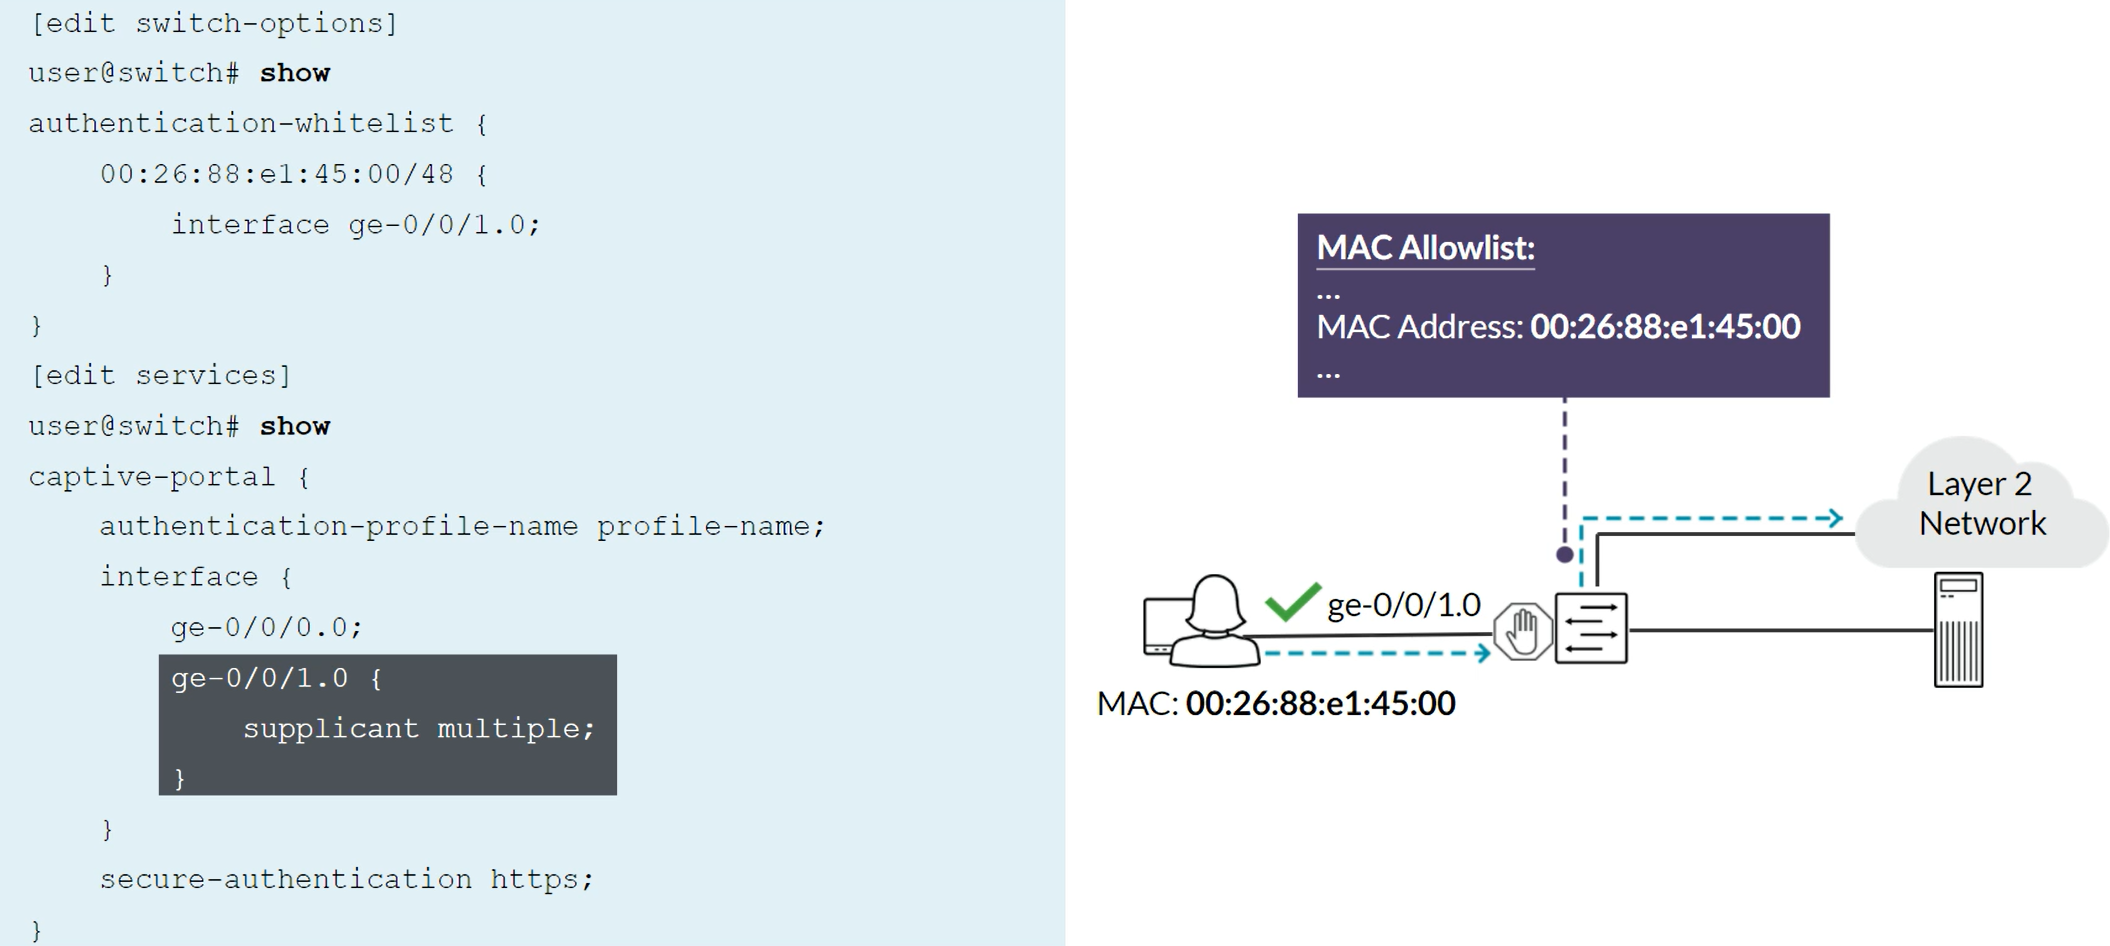 [edit switch-options]
user@switch# show
authentication-whitelist {
00:26:88:e1:45:00/48 {
interface ge-0/0/1.0;
}
}
[edit services]
user@switch# show
captive-portal {
authentication-profile-name profile-name;
interface {
ge-0/0/0.0;
ge-0/0/1.0 {
supplicant multiple;
}
}
secure-authentication https;
}
MAC Allowlist:
...
MAC Address: 00:26:88:e1:45:00
...
Layer 2
Network
ge-0/0/1.0
MAC: 00:26:88:e1:45:00